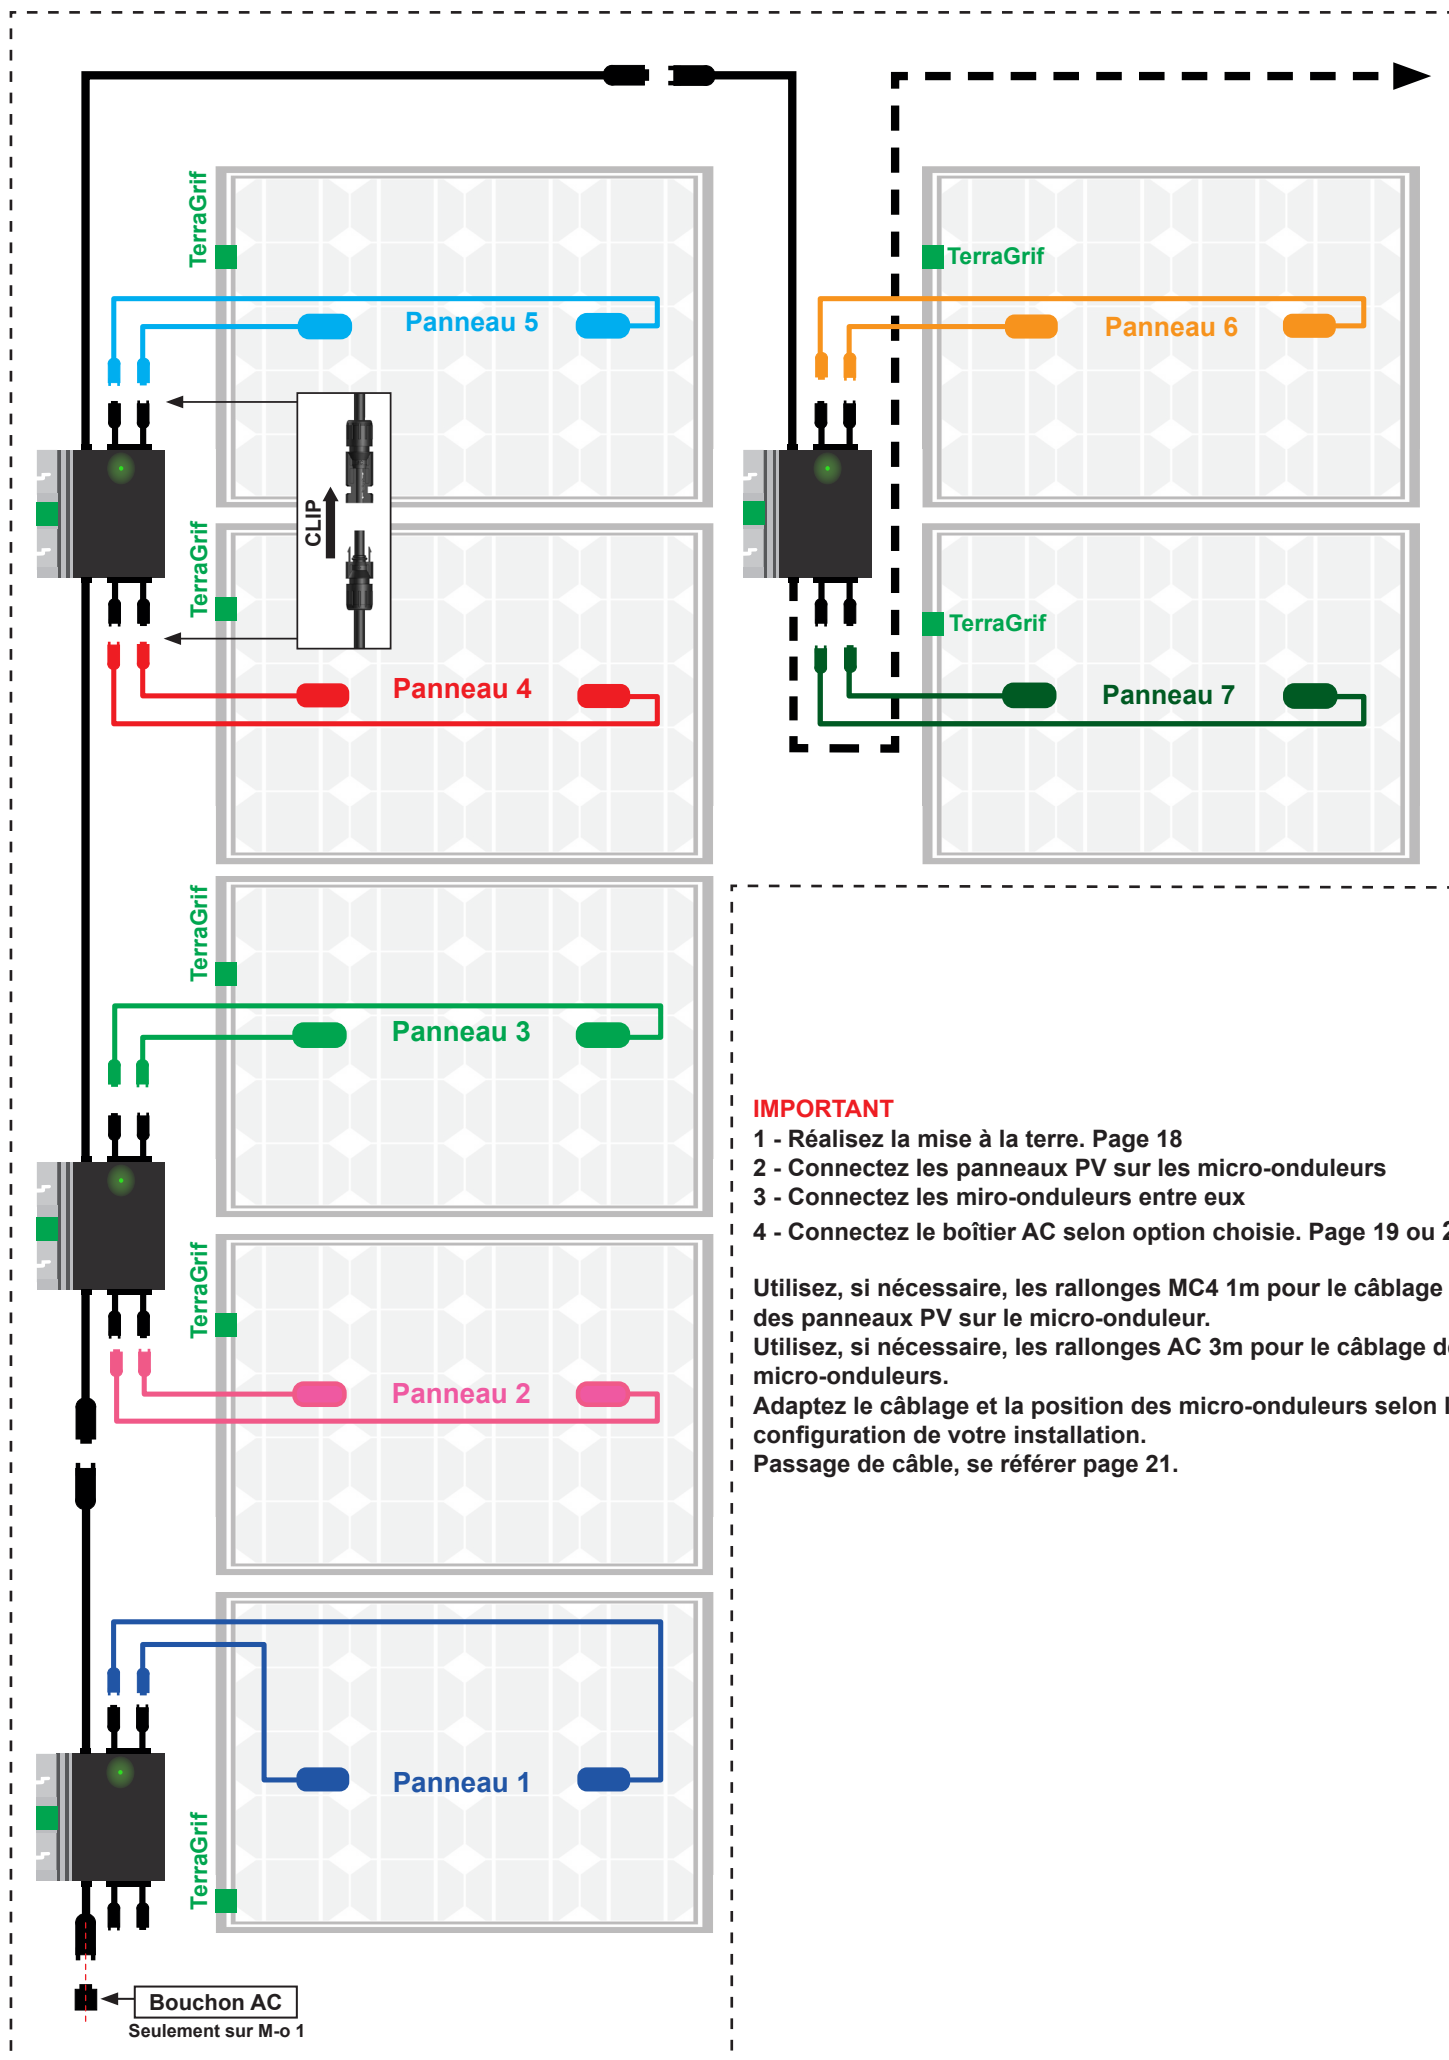 TerraGrif
Panneau 5
TerraGrif
Panneau 6
CLIP
TerraGrif
Panneau 4
TerraGrif
Panneau 7
TerraGrif
Panneau 3
TerraGrif
Panneau 2
Panneau 1
TerraGrif
Bouchon AC
Seulement sur M-o 1
IMPORTANT
1 - Réalisez la mise à la terre. Page 18
2 - Connectez les panneaux PV sur les micro-onduleurs
3 - Connectez les miro-onduleurs entre eux
4 - Connectez le boîtier AC selon option choisie. Page 19 ou 2
Utilisez, si nécessaire, les rallonges MC4 1m pour le câblage
des panneaux PV sur le micro-onduleur.
Utilisez, si nécessaire, les rallonges AC 3m pour le câblage de
micro-onduleurs.
Adaptez le câblage et la position des micro-onduleurs selon l
configuration de votre installation.
Passage de câble, se référer page 21.